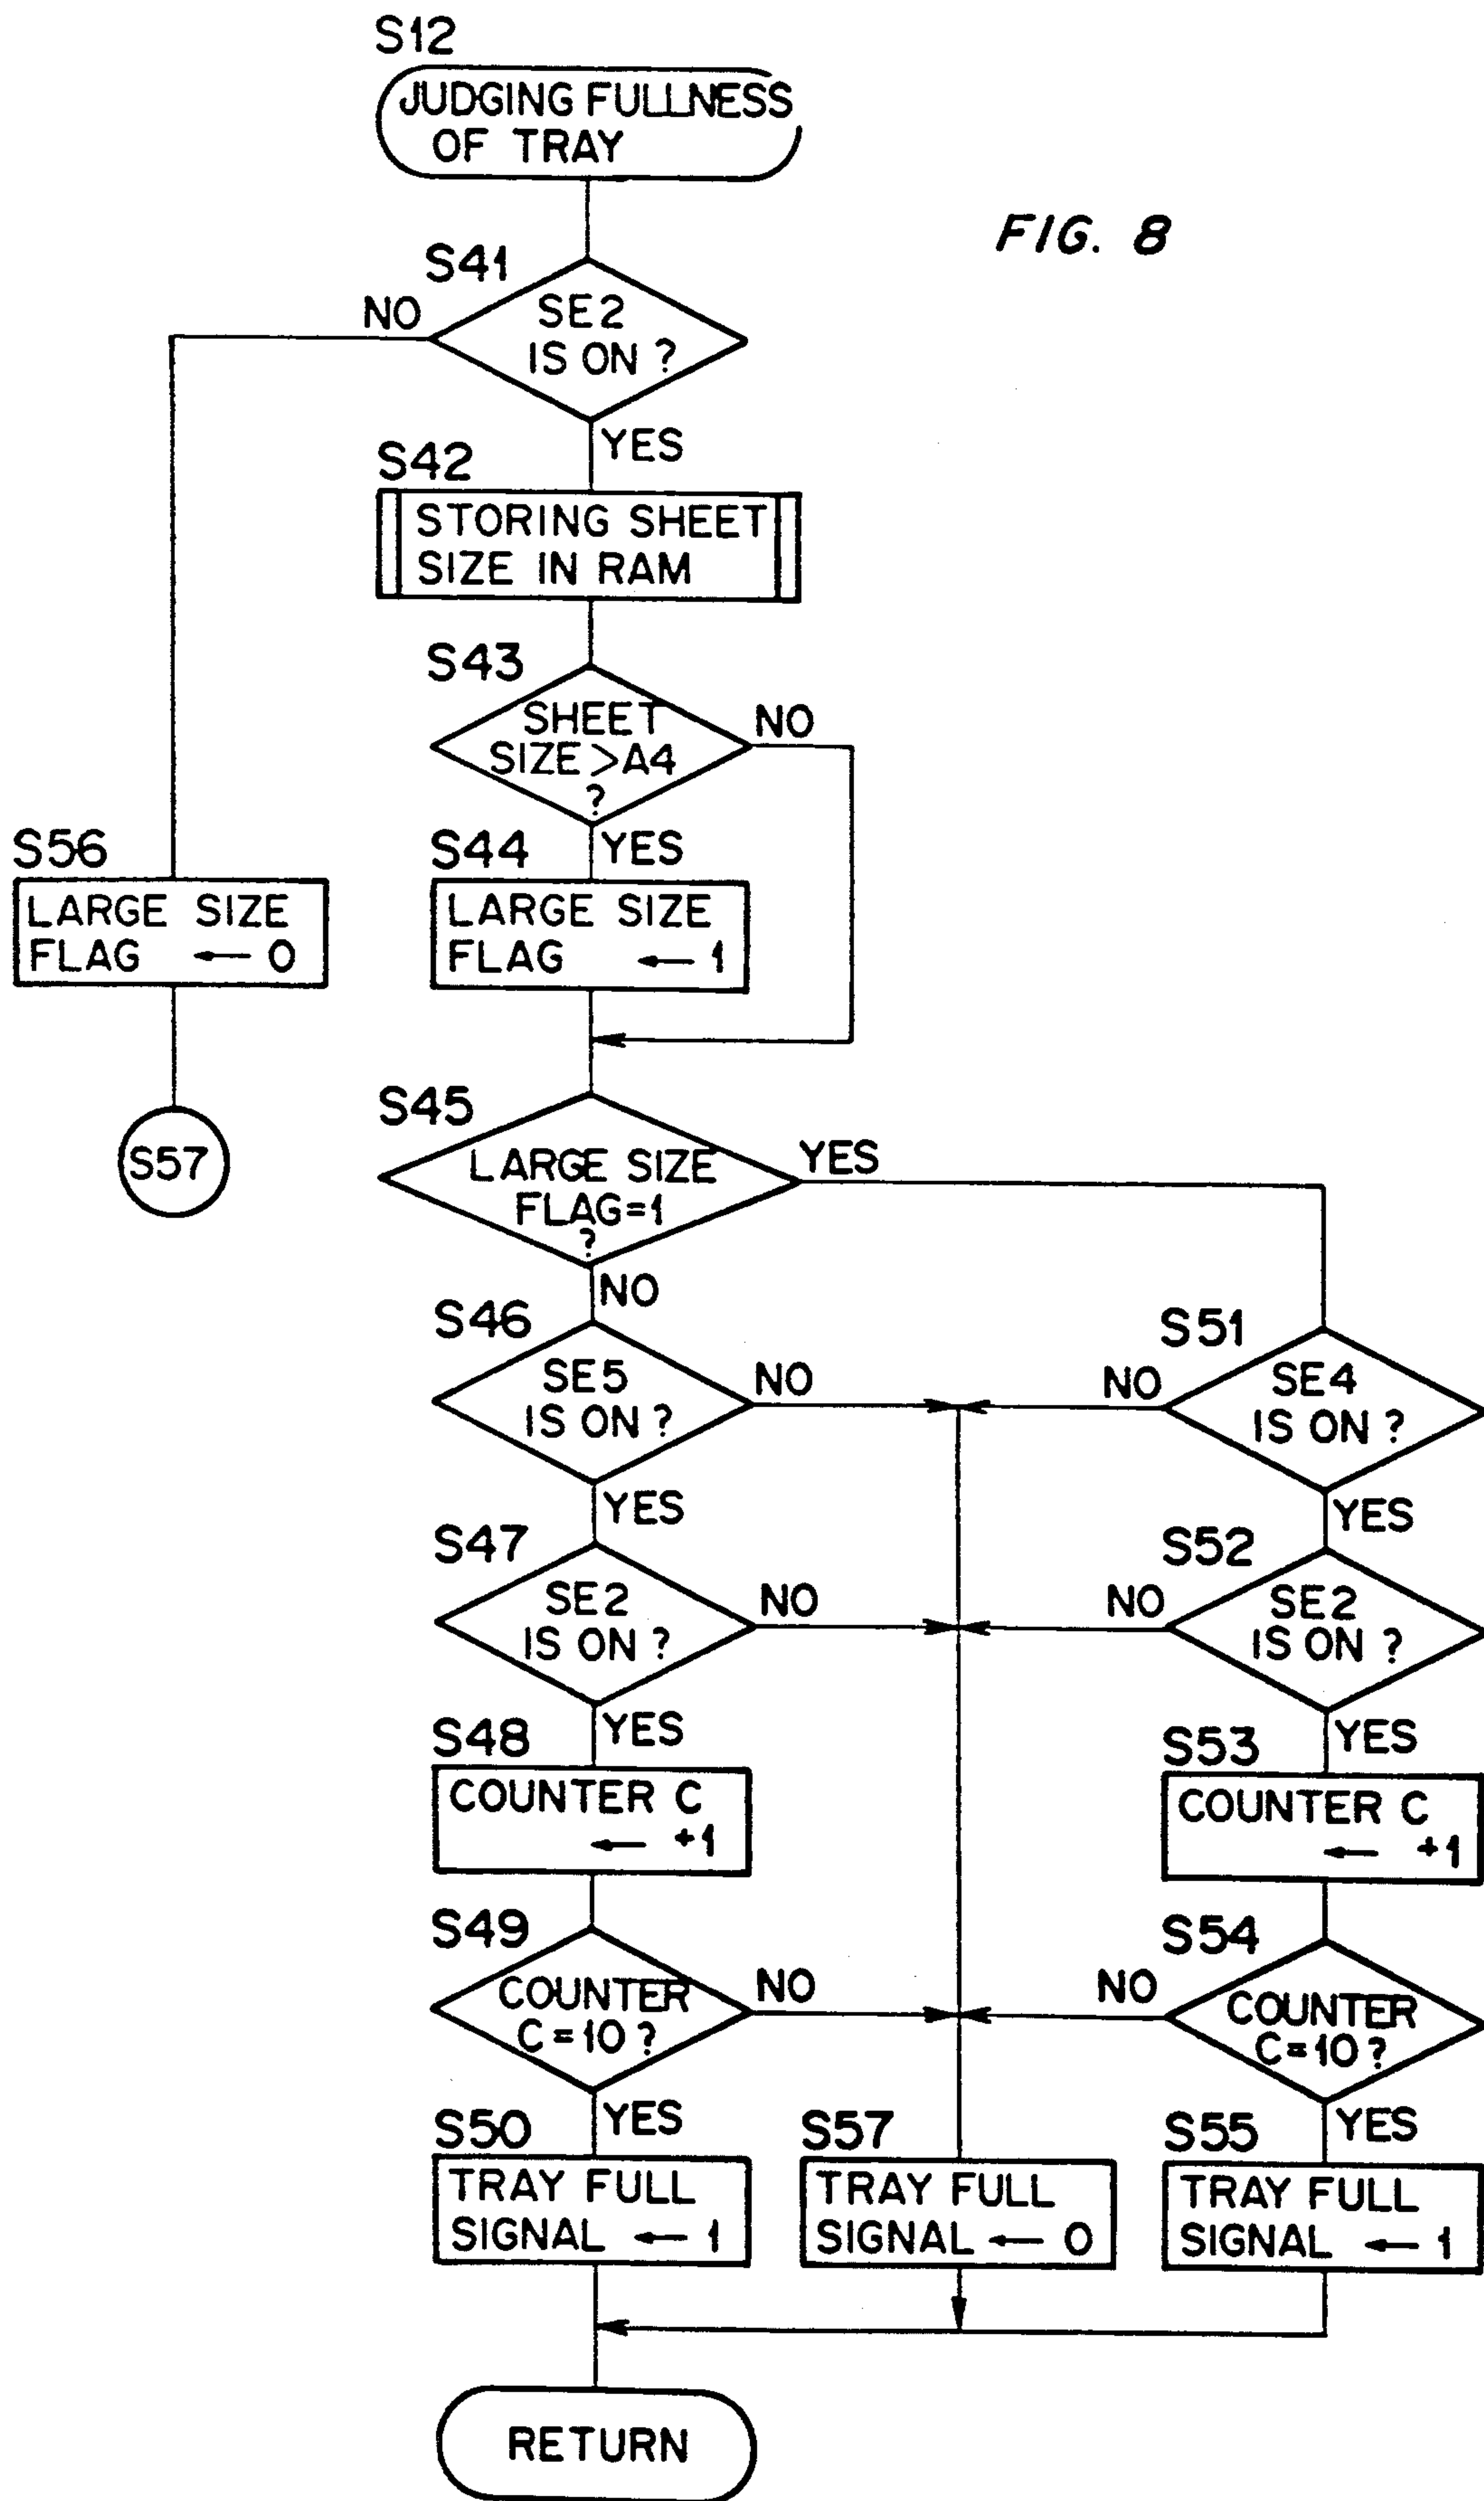 S12
JUDGING FULLNESS
OF TRAY
FIG. 8
S41
NO
SE2
IS ON ?
YES
S42
STORING SHEET
SIZE IN RAM
S43
SHEET
SIZE >A4
?
NO
YES
S56
LARGE SIZE
FLAG ← 0
S44
LARGE SIZE
FLAG ← 1
S57
S45
LARGE SIZE
FLAG=1
?
YES
NO
S46
SE5
IS ON ?
NO
YES
S51
SE4
IS ON ?
NO
YES
S47
SE2
IS ON ?
NO
YES
S52
SE2
IS ON ?
NO
YES
S48
COUNTER C
← +1
S53
COUNTER C
← +1
S49
COUNTER
C=10 ?
NO
YES
S54
COUNTER
C=10 ?
NO
YES
S50
TRAY FULL
SIGNAL ← 1
S57
TRAY FULL
SIGNAL ← 0
S55
TRAY FULL
SIGNAL ← 1
RETURN